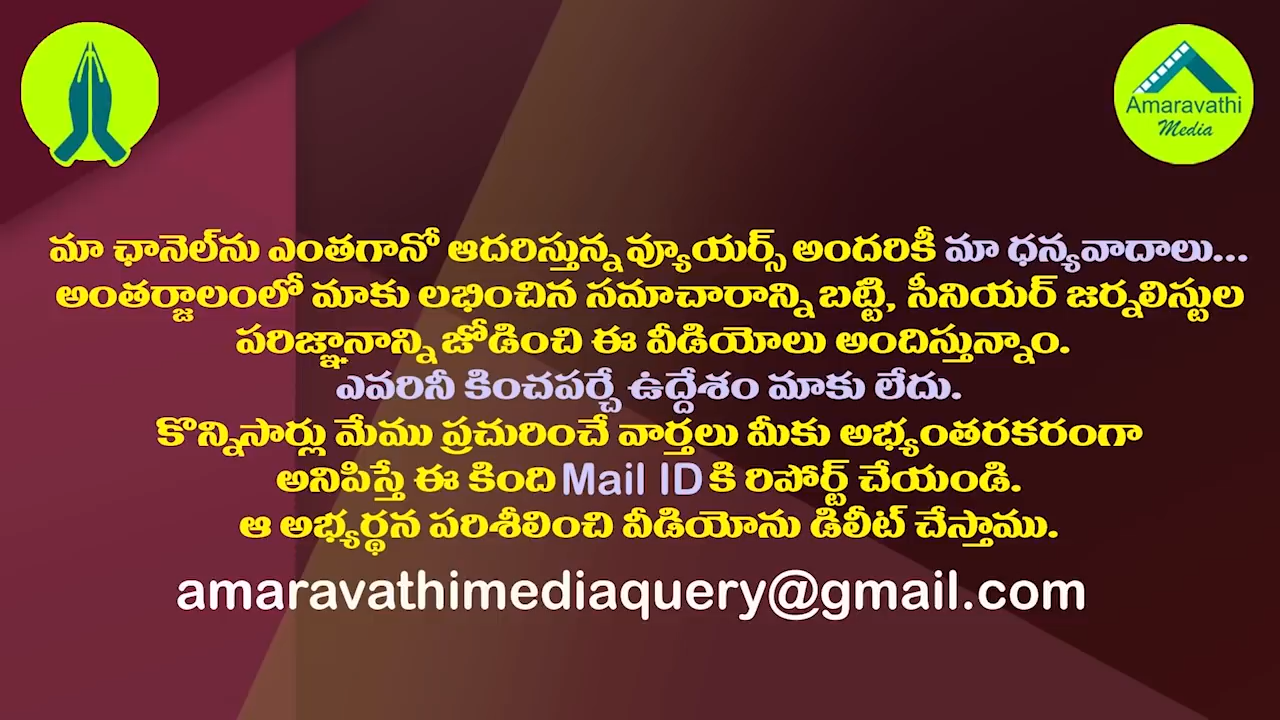 Amaravathi
Media
మా ఛానెల్‌ను ఎంతగానో ఆదరిస్తున్న వ్యూయర్స్ అందరికీ మా ధన్యవాదాలు...
అంతర్జాలంలో మాకు లభించిన సమాచారాన్ని బట్టి, సీనియర్ జర్నలిస్టుల
పరిజ్ఞానాన్ని జోడించి ఈ వీడియోలు అందిస్తున్నాం.
ఎవరినీ కించపర్చే ఉద్దేశం మాకు లేదు.
కొన్నిసార్లు మేము ప్రచురించే వార్తలు మీకు అభ్యంతరకరంగా
అనిపిస్తే ఈ కింది Mail ID కి రిపోర్ట్ చేయండి.
ఆ అభ్యర్థన పరిశీలించి వీడియోను డిలీట్ చేస్తాము.
amaravathimediaquery@gmail.com